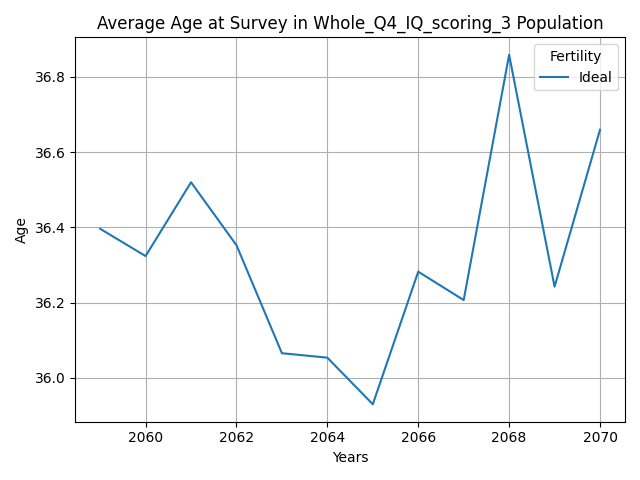 Average Age at Survey in Whole_Q4_IQ_scoring_3 Population
Fertility
Ideal
36.8
36.6
36.4
36.2
36.0
Age
2060 2062 2064 2066 2068 2070
Years